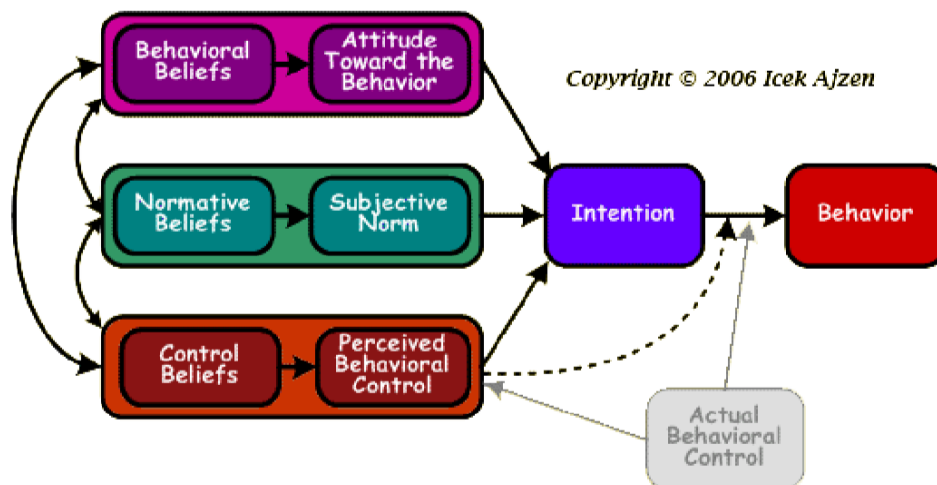 Behavioral
Beliefs
Attitude
Toward the
Behavior
Copyright © 2006 Icek Ajzen
Normative
Beliefs
Subjective
Norm
Intention
Behavior
Control
Beliefs
Perceived
Behavioral
Control
Actual
Behavioral
Control